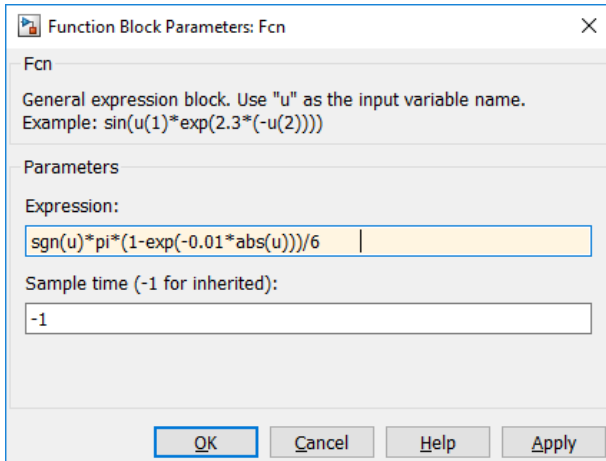 Function Block Parameters: Fcn
Fcn
General expression block. Use "u" as the input variable name.
Example: sin(u(1)*exp(2.3*(-u(2))))
Parameters
Expression:
sgn(u)*pi*(1-exp(-0.01*abs(u)))/6
Sample time (-1 for inherited):
-1
OK Cancel Help Apply